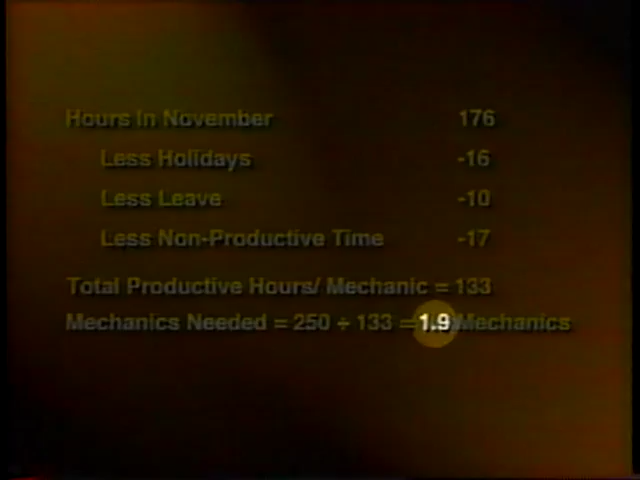 Hours In November 176
Less Holidays -16
Less Leave -10
Less Non-Productive Time -17
Total Productive Hours/ Mechanic = 133
Mechanics Needed = 250 ÷ 133 = 1.9 Mechanics